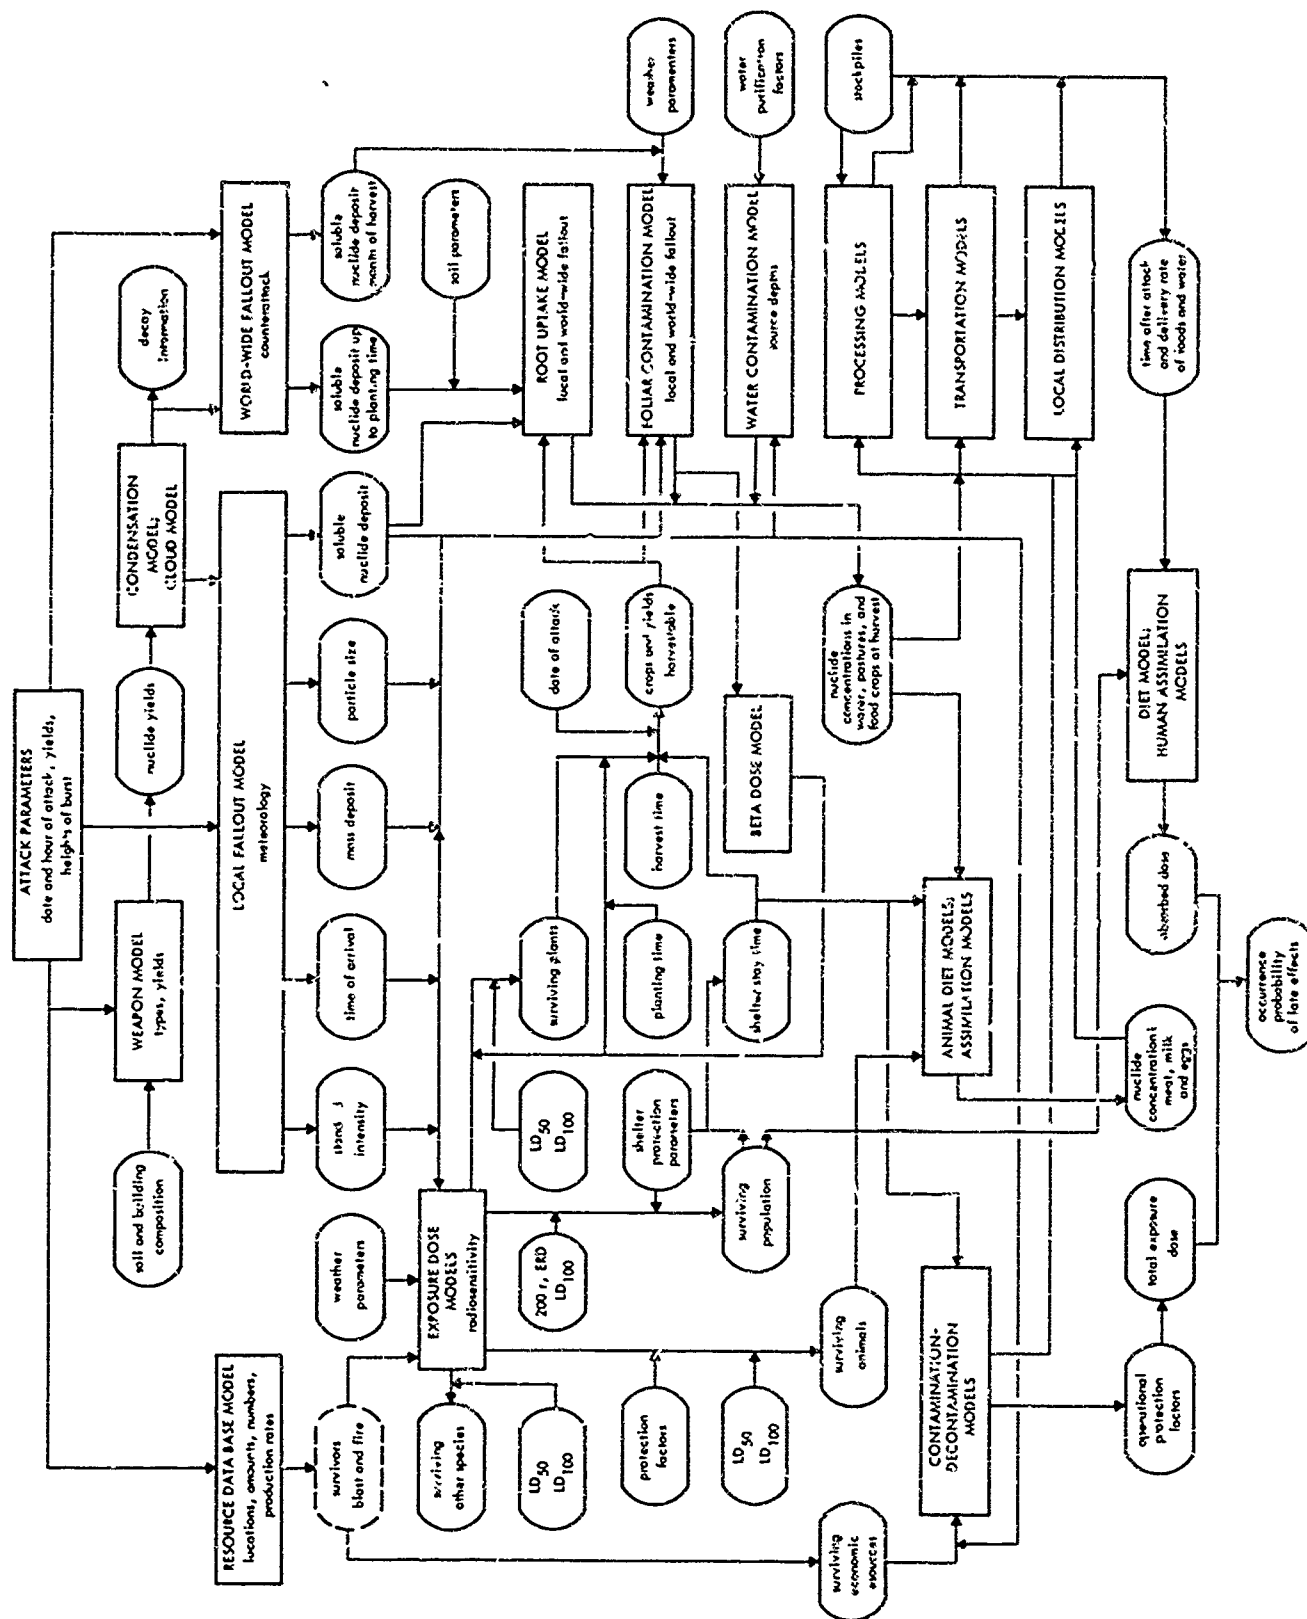 ATTACK PARAMETERS
date and hour of attack, yields,
heights of burst
RESOURCE DATA BASE MODEL
locations, amounts, numbers,
production rates
soil and building
composition
WEAPON MODEL
types, yields
nuclide yields
CONDENSATION
MODEL;
CLOUD MODEL
decay
information
LOCAL FALLOUT MODEL
meteorology
WORLD-WIDE FALLOUT MODEL
counterattack
survivors
blast and fire
weather
parameters
intensity
time of arrival
mass deposit
particle size
soluble
nuclide deposit
soluble
nuclide deposit up
to planting time
soluble
nuclide deposit
months of harvest
surviving
other species
EXPOSURE DOSE
MODELS
radiosensitivity
soil parameters
LD50
LD100
200 r, ERD
LD100
LD50
LD100
surviving plants
date of attack
ROOT UPTAKE MODEL
local and world-wide fallout
protection
factors
shelter
protection
parameters
planting time
harvest time
crops and yields
harvestable
FOLIAR CONTAMINATION MODEL
local and world-wide fallout
weather
paramenters
LD50
LD100
surviving
population
shelter stay time
BETA DOSE MODEL
WATER CONTAMINATION MODEL
source depths
water
purification
factors
surviving
economic
esources
surviving
animals
nuclide
concentrations in
water, pastures, and
food crops at harvest
PROCESSING MODELS
stockpiles
CONTAMINATION-
DECONTAMINATION
MODELS
ANIMAL DIET MODELS;
ASSIMILATION MODELS
TRANSPORTATION MODELS
LOCAL DISTRIBUTION MODELS
operational
protection
factors
total exposure
dose
nuclide
concentration:
meat, milk
and eggs
absorbed dose
DIET MODEL;
HUMAN ASSIMILATION
MODELS
time after attack
and delivery rate
of foods and water
occurrence
probability
of late effects